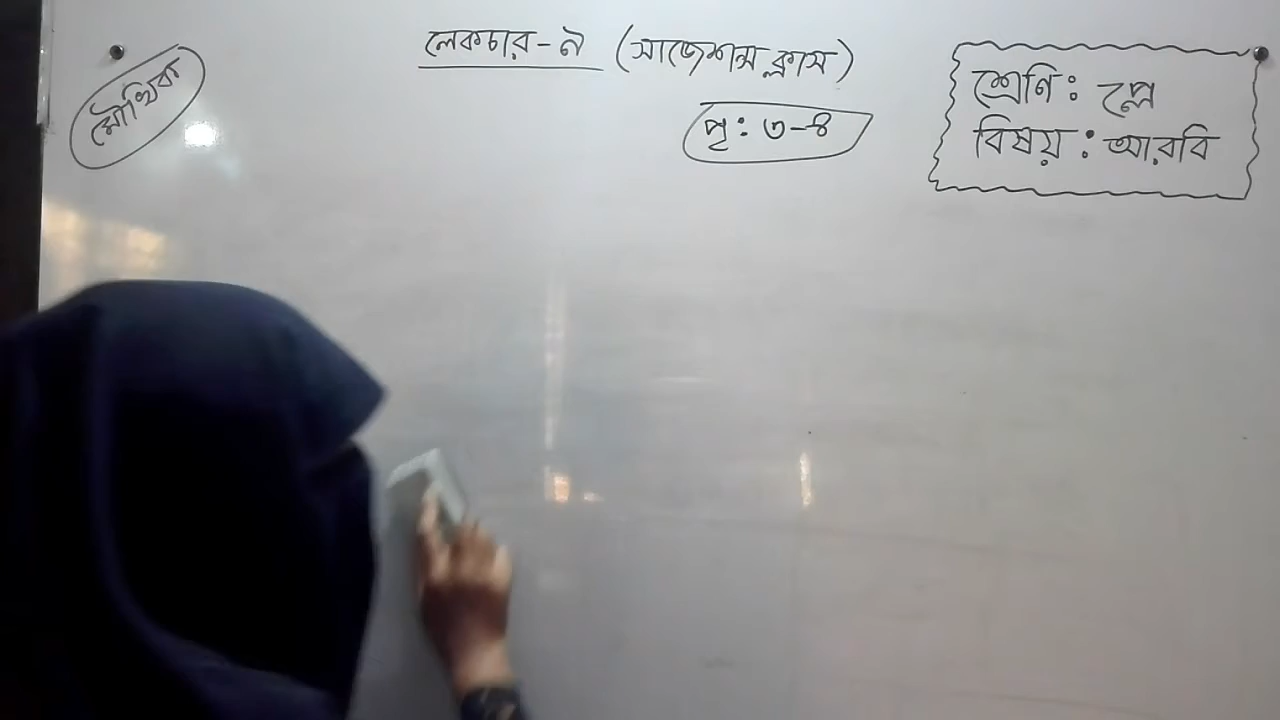 মৌখিক
লেকচার-৯ (সাজেশন্স ক্লাস)
পৃ: ৩-৪
শ্রেণি: প্লে
বিষয়: আরবি